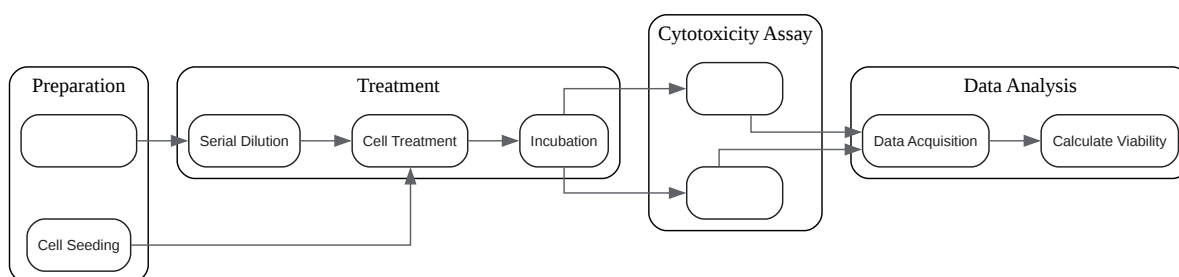 Cytotoxicity Assay
Preparation
Treatment
Data Analysis
Serial Dilution
Cell Treatment
Incubation
Data Acquisition
Calculate Viability
Cell Seeding